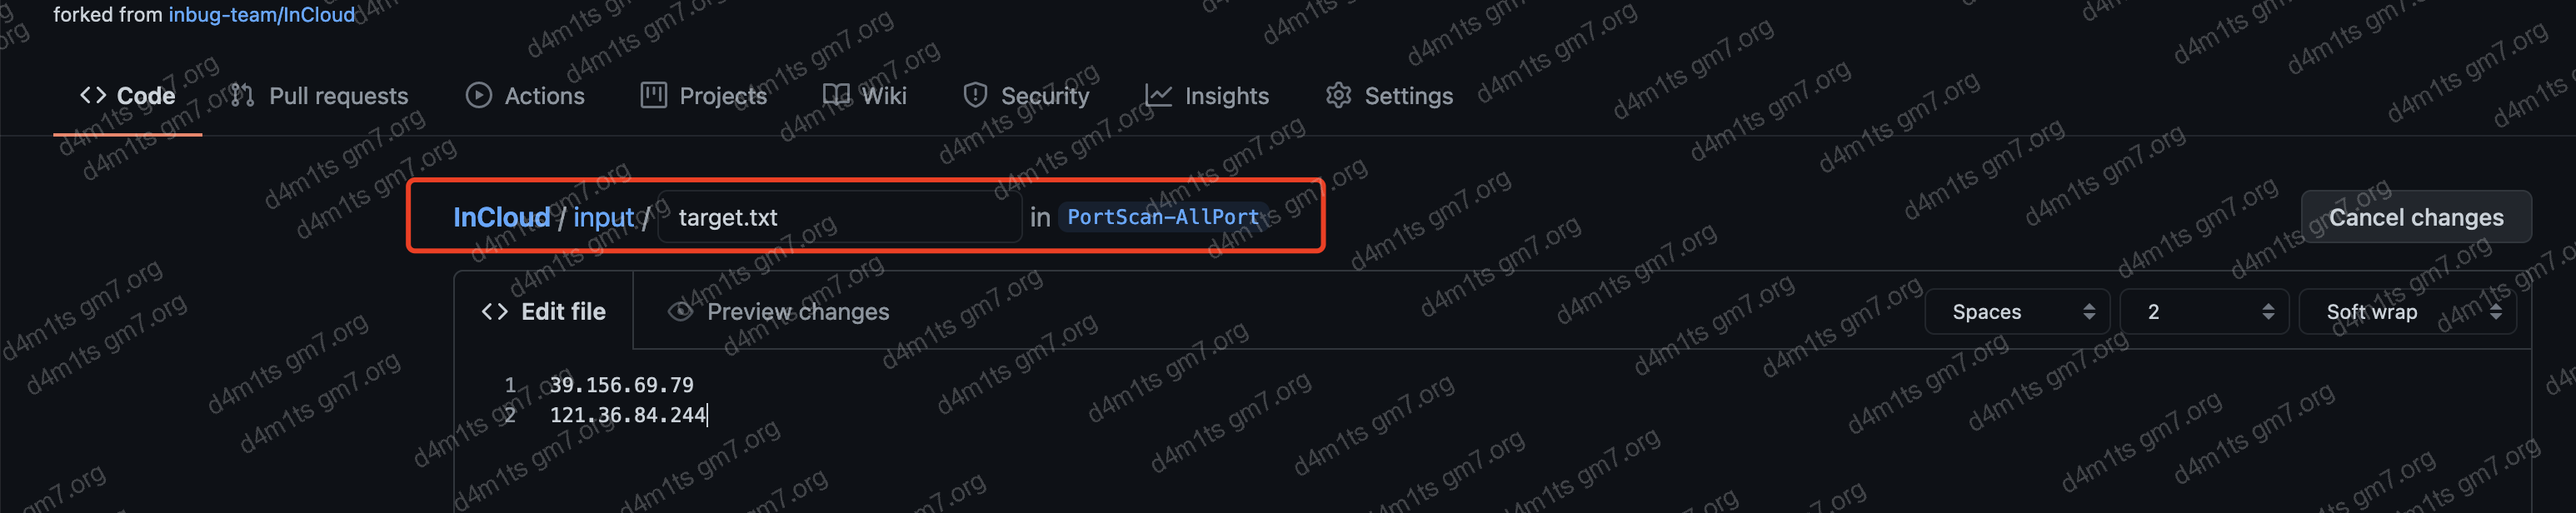 forked from inbug-team/InCloud
Code Pull requests Actions Projects Wiki Security Insights Settings
InCloud / input / target.txt in PortScan-AllPort Cancel changes
Edit file Preview changes Spaces 2 Soft wrap
1 39.156.69.79
2 121.36.84.244
d4m1ts gm7.org